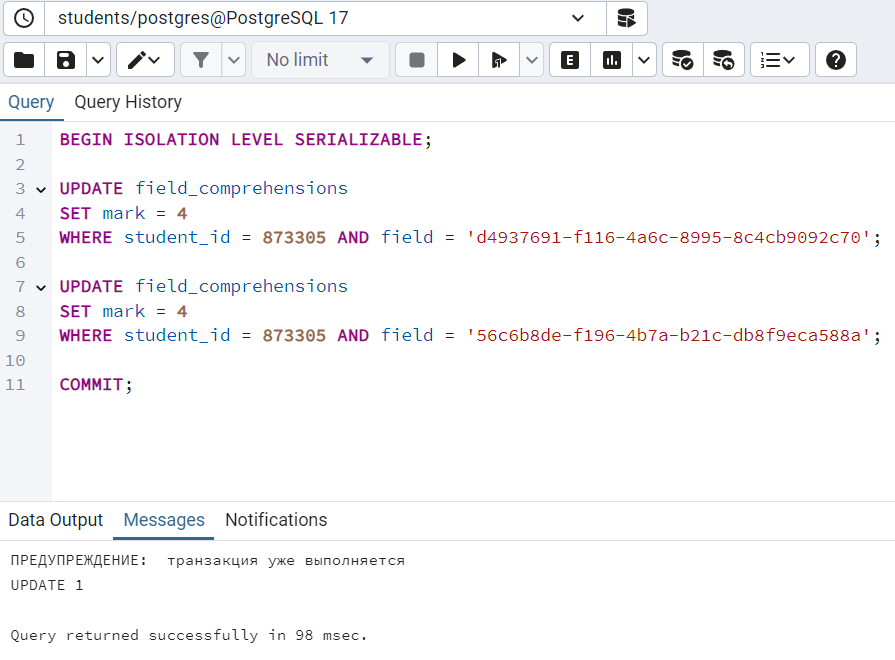 students/postgres@PostgreSQL 17
No limit
E
Query Query History
1 BEGIN ISOLATION LEVEL SERIALIZABLE;
2
3 UPDATE field_comprehensions
4 SET mark = 4
5 WHERE student_id = 873305 AND field = 'd4937691-f116-4a6c-8995-8c4cb9092c70';
6
7 UPDATE field_comprehensions
8 SET mark = 4
9 WHERE student_id = 873305 AND field = '56c6b8de-f196-4b7a-b21c-db8f9eca588a';
10
11 COMMIT;
Data Output Messages Notifications
ПРЕДУПРЕЖДЕНИЕ: транзакция уже выполняется
UPDATE 1
Query returned successfully in 98 msec.